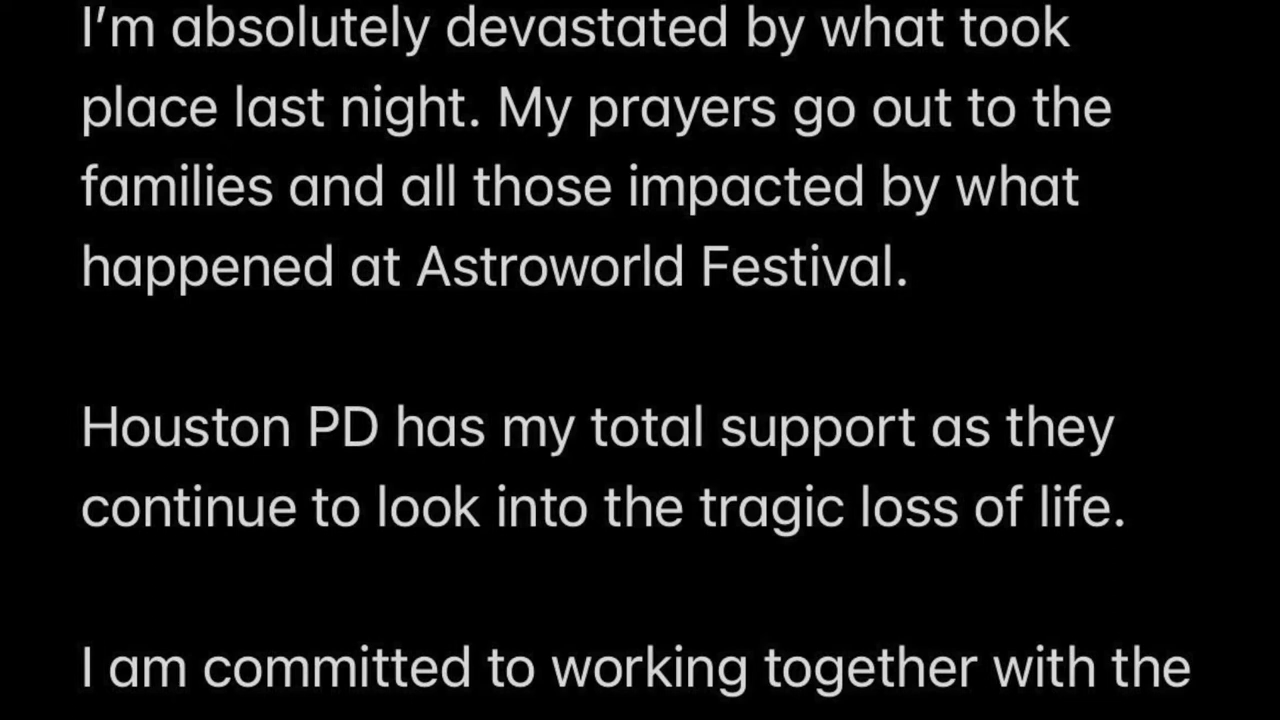 I’m absolutely devastated by what took
place last night. My prayers go out to the
families and all those impacted by what
happened at Astroworld Festival.
Houston PD has my total support as they
continue to look into the tragic loss of life.
I am committed to working together with the